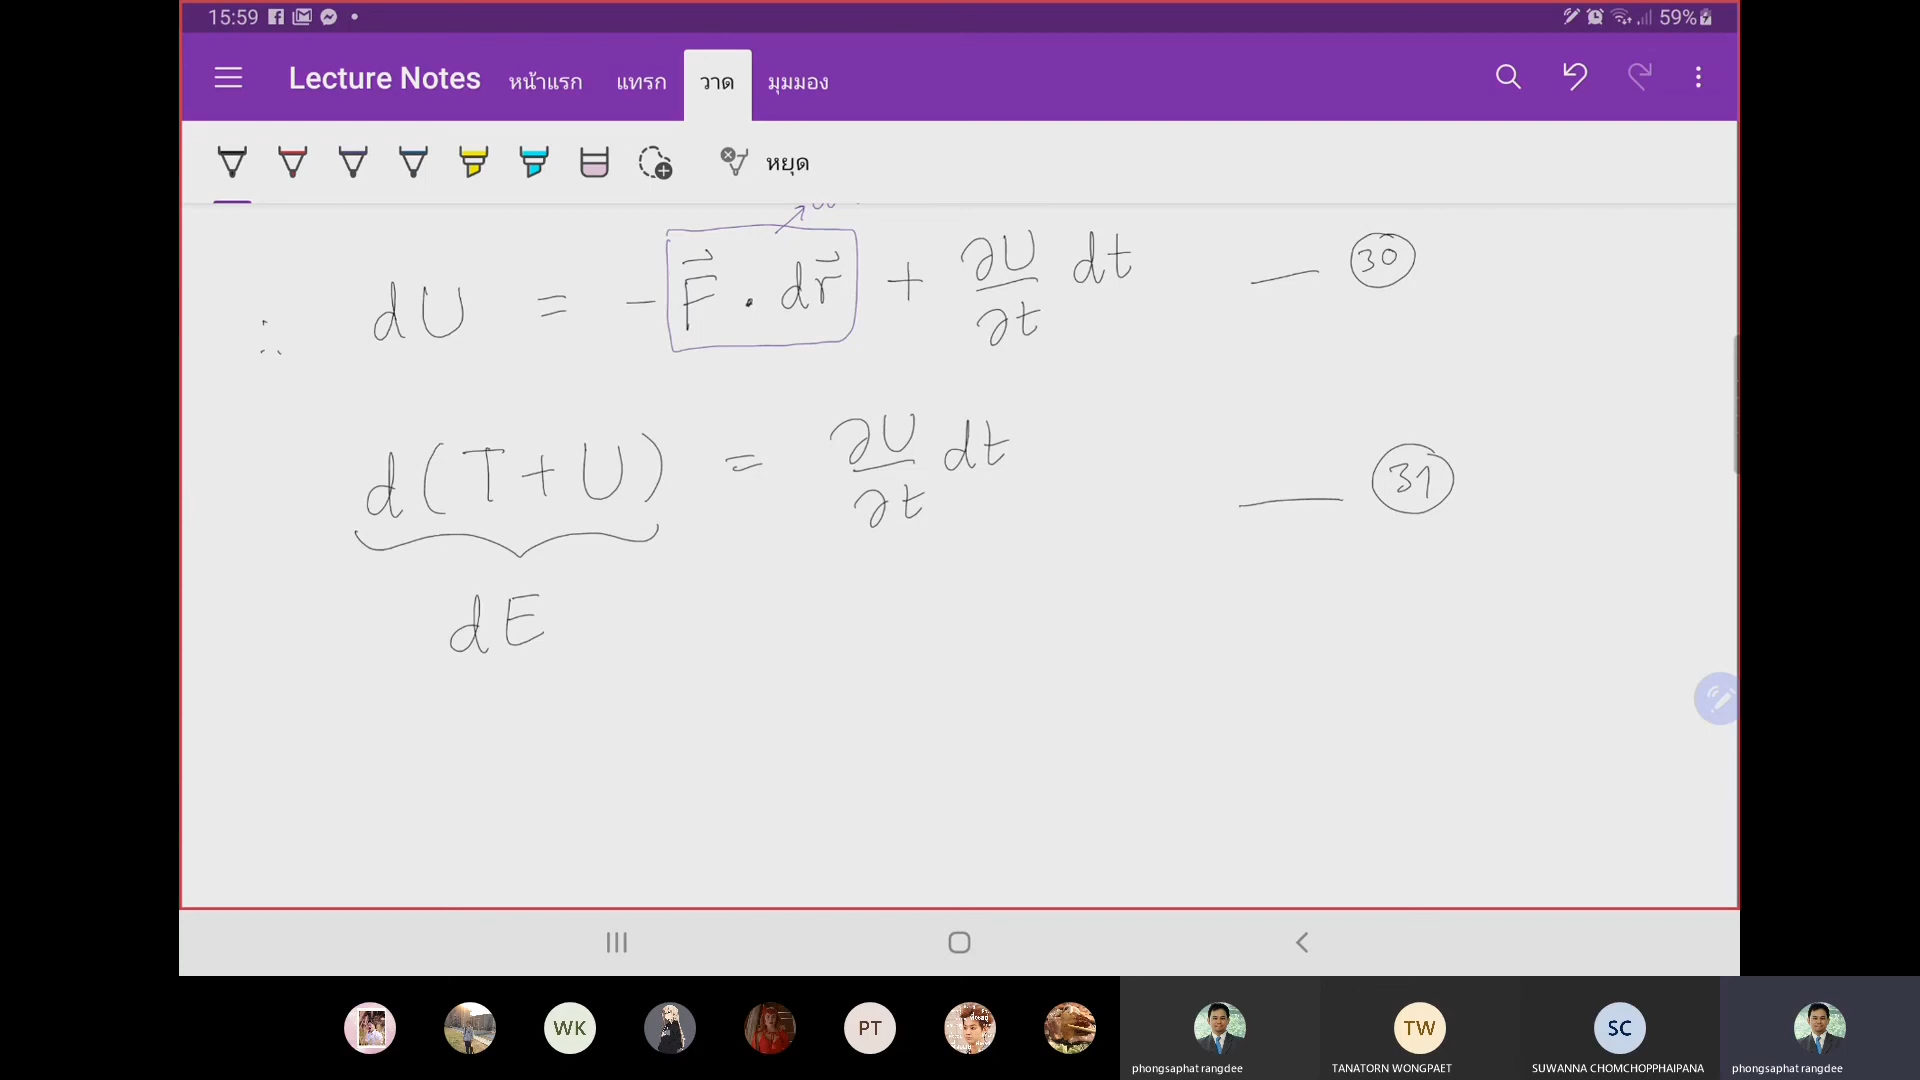 15:59 59%
Lecture Notes หน้าแรก แทรก วาด มุมมอง
หยุด
∴ dU = - F⃗ · dr⃗ + ∂U/∂t dt — 30
d(T+U) = ∂U/∂t dt — 31
dE
WK PT TW SC
phongsaphat rangdee TANATORN WONGPAET SUWANNA CHOMCHOPPHAIPANA phongsaphat rangdee